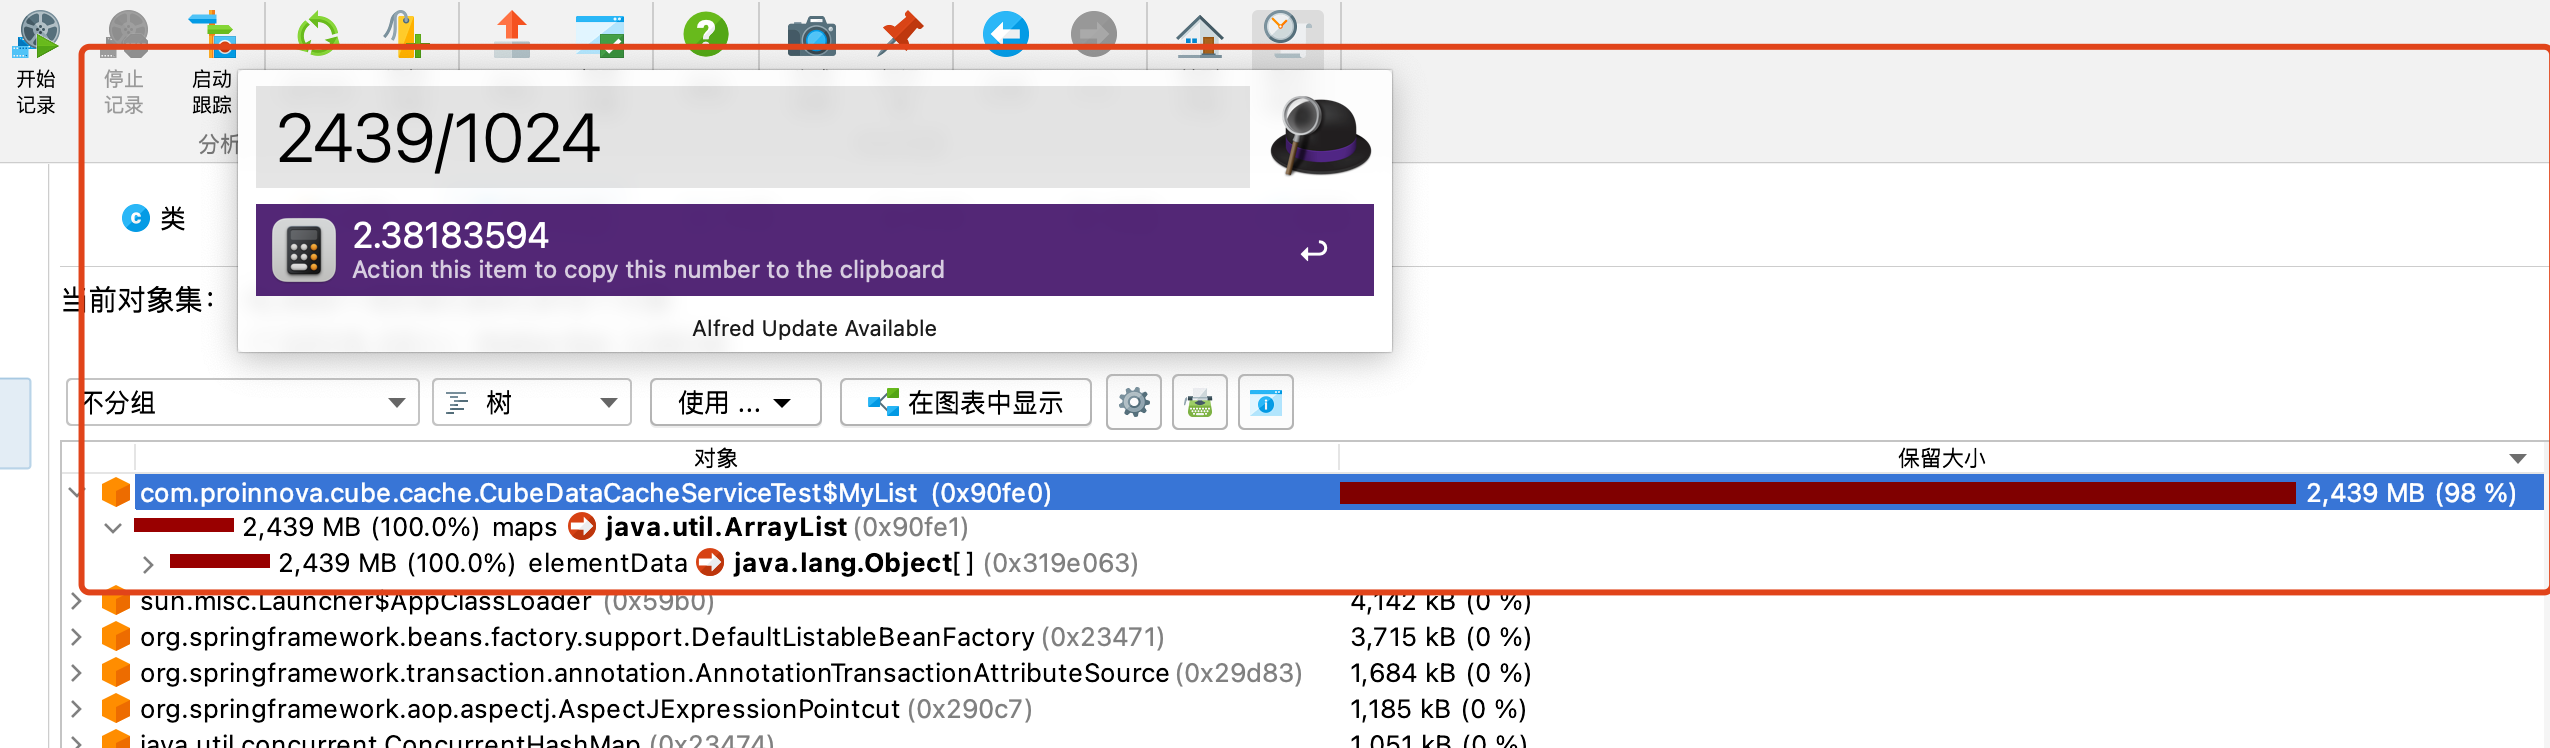 开始
记录
停止
记录
启动
跟踪
分析
2439/1024
2.38183594
Action this item to copy this number to the clipboard
Alfred Update Available
类
当前对象集：
不分组
树
使用 ...
在图表中显示
对象
保留大小
com.proinnova.cube.cache.CubeDataCacheServiceTest$MyList (0x90fe0)
2,439 MB (98 %)
2,439 MB (100.0%) maps java.util.ArrayList (0x90fe1)
2,439 MB (100.0%) elementData java.lang.Object[] (0x319e063)
sun.misc.Launcher$AppClassLoader (0x59b0)
4,142 kB (0 %)
org.springframework.beans.factory.support.DefaultListableBeanFactory (0x23471)
3,715 kB (0 %)
org.springframework.transaction.annotation.AnnotationTransactionAttributeSource (0x29d83)
1,684 kB (0 %)
org.springframework.aop.aspectj.AspectJExpressionPointcut (0x290c7)
1,185 kB (0 %)
java.util.concurrent.ConcurrentHashMap (0x23474)
1,051 kB (0 %)